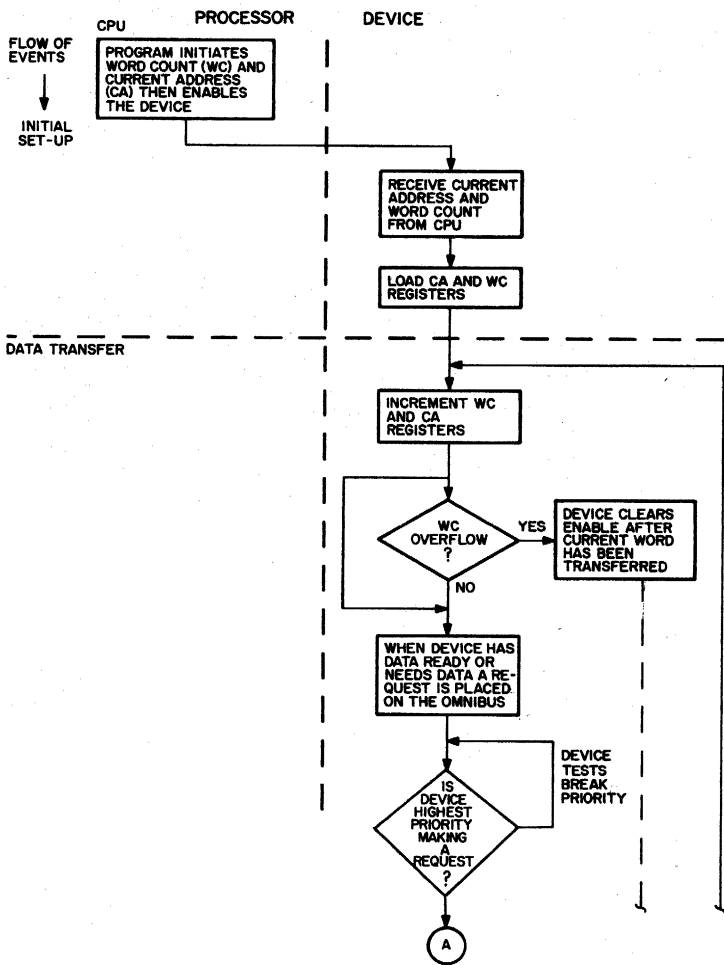 PROCESSOR
DEVICE
CPU
FLOW OF
EVENTS
INITIAL
SET-UP
PROGRAM INITIATES
WORD COUNT (WC) AND
CURRENT ADDRESS
(CA) THEN ENABLES
THE DEVICE
RECEIVE CURRENT
ADDRESS AND
WORD COUNT
FROM CPU
LOAD CA AND WC
REGISTERS
DATA TRANSFER
INCREMENT WC
AND CA
REGISTERS
WC
OVERFLOW
?
YES
DEVICE CLEARS
ENABLE AFTER
CURRENT WORD
HAS BEEN
TRANSFERRED
NO
WHEN DEVICE HAS
DATA READY OR
NEEDS DATA A RE-
QUEST IS PLACED
ON THE OMNIBUS
DEVICE
TESTS
BREAK
PRIORITY
IS
DEVICE
HIGHEST
PRIORITY
MAKING
A
REQUEST
?
A